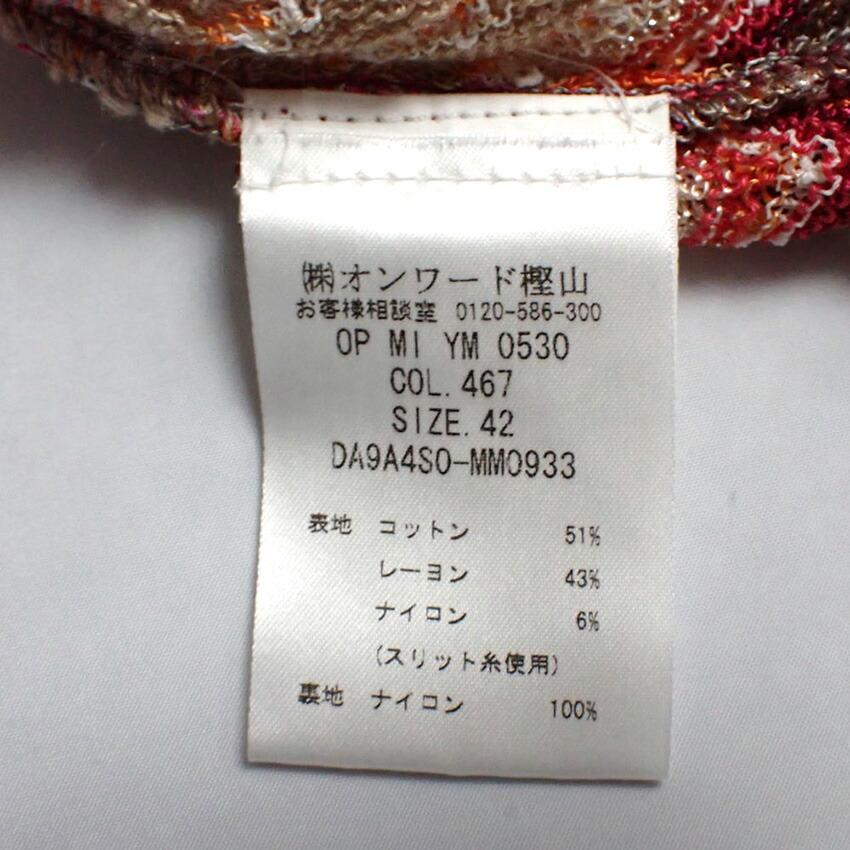 ㈱オンワード樫山
お客様相談室 0120-586-300
OP MI YM 0530
COL. 467
SIZE. 42
DA9A4S0-MM0933
表地 コットン 51%
レーヨン 43%
ナイロン 6%
(スリット糸使用)
裏地 ナイロン 100%